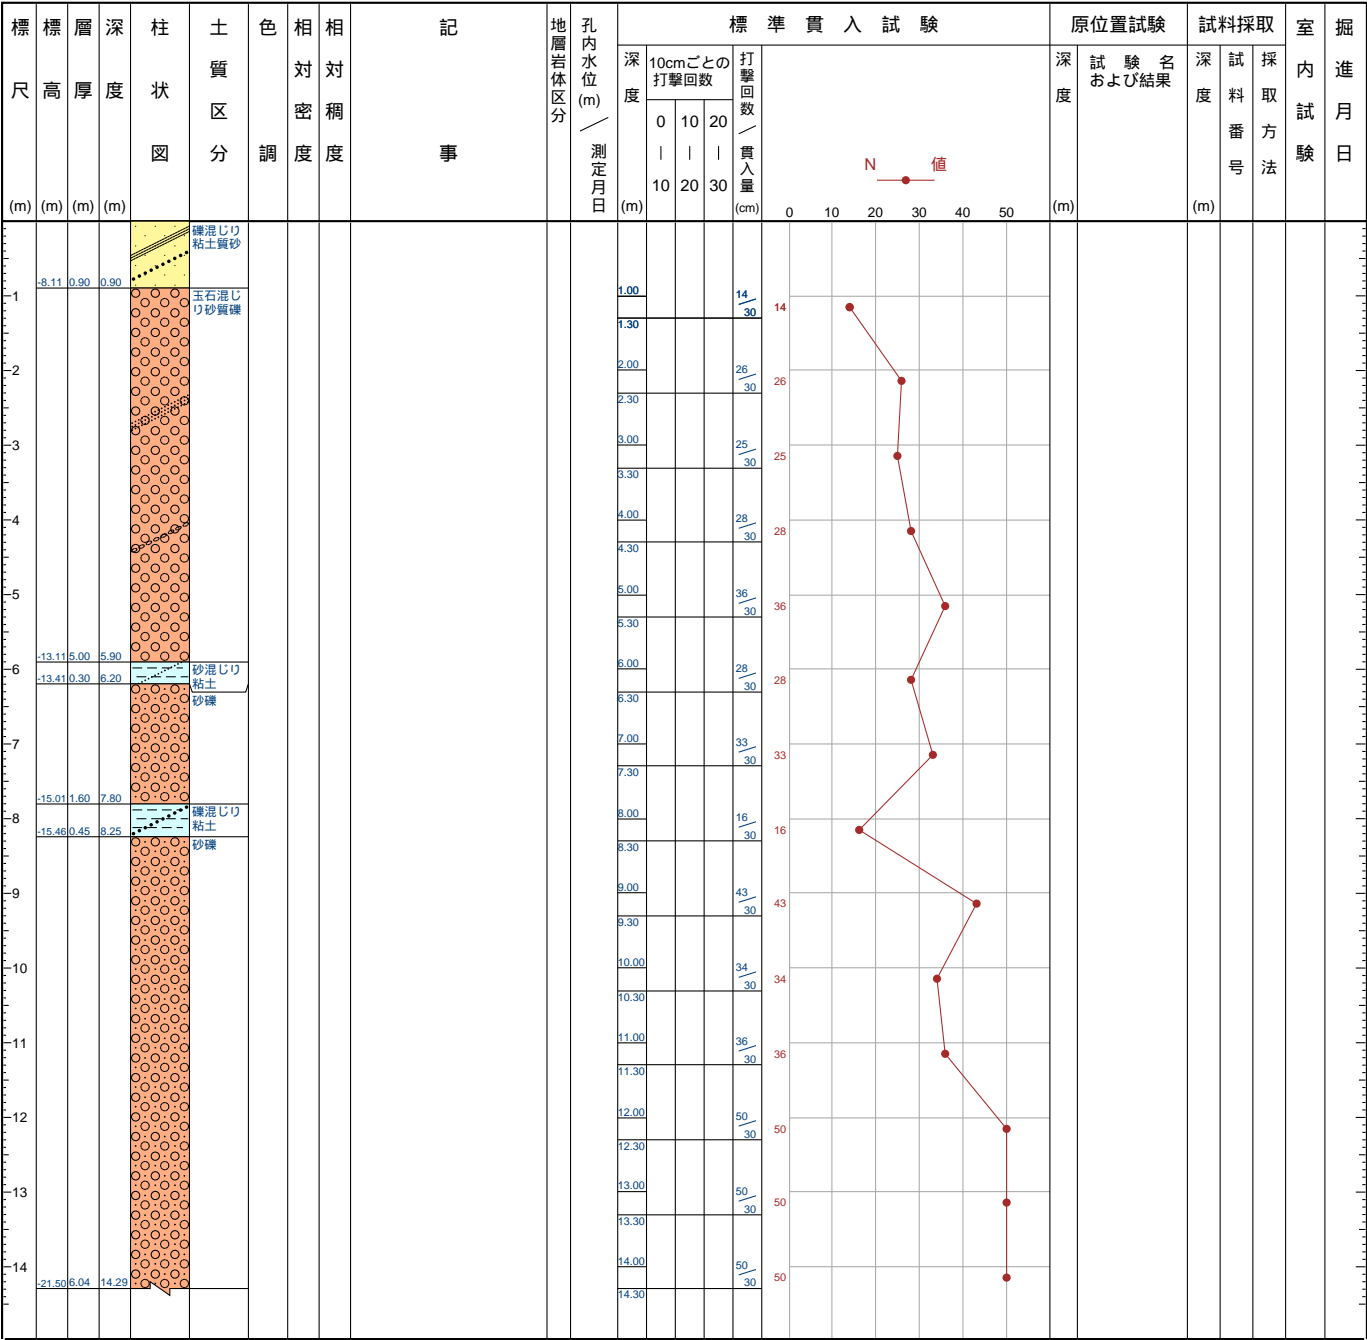 標尺(m)
標高(m)
層厚(m)
深度(m)
柱状図
土質区分
色調
相対密度
相対稠度
記事
地層岩体区分
孔内水位(m)／測定月日
標準貫入試験
深度(m)
10cmごとの
打撃回数
0 10 20
| | |
10 20 30
打撃回数／貫入量(cm)
N 値
0 10 20 30 40 50
原位置試験
深度(m)
試験名
および結果
試料採取
深度(m)
試料番号
採取方法
室内試験
掘進月日
礫混じり
粘土質砂
-8.11 0.90 0.90
1
玉石混じ
り砂質礫
1.00 14
30 14
1.30
2
2.00 26
30 26
2.30
3
3.00 25
30 25
3.30
4
4.00 28
30 28
4.30
5
5.00 36
30 36
5.30
-13.11 5.00 5.90
6
砂混じり
粘土
6.00 28
30 28
-13.41 0.30 6.20
砂礫
6.30
7
7.00 33
30 33
7.30
-15.01 1.60 7.80
礫混じり
粘土
8
8.00 16
30 16
-15.46 0.45 8.25
砂礫
8.30
9
9.00 43
30 43
9.30
10
10.00 34
30 34
10.30
11
11.00 36
30 36
11.30
12
12.00 50
30 50
12.30
13
13.00 50
30 50
13.30
14
14.00 50
30 50
-21.50 6.04 14.29
14.30